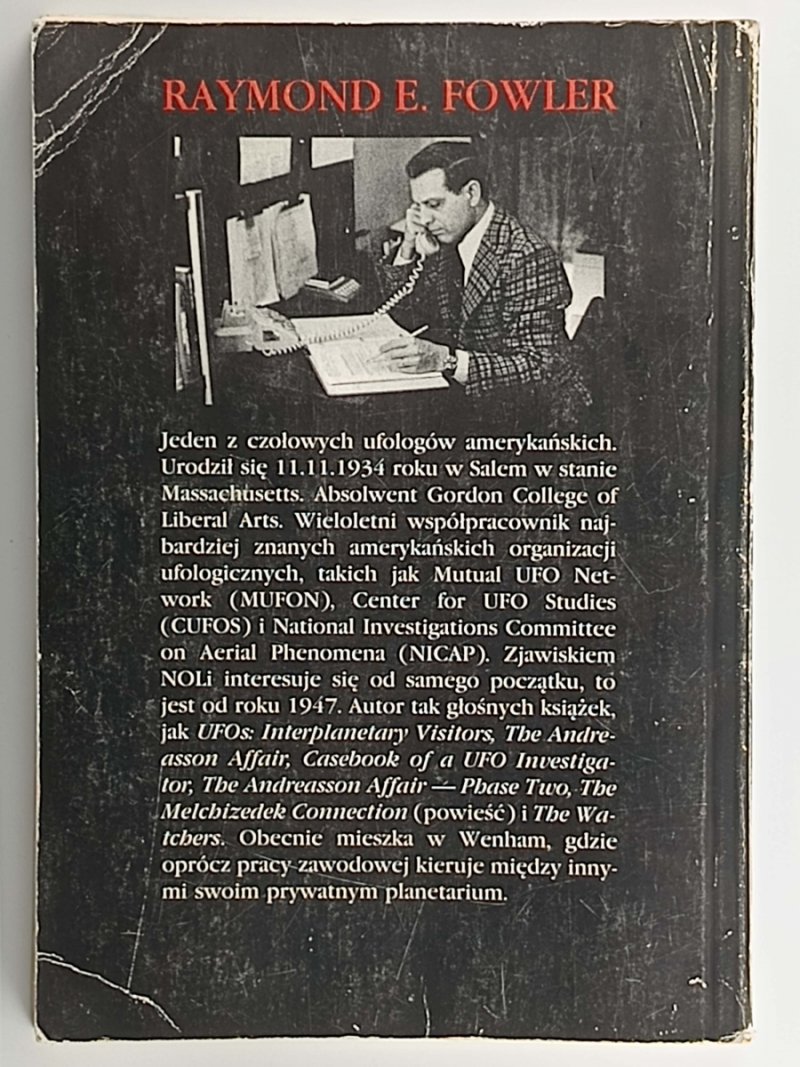 RAYMOND E. FOWLER
Jeden z czołowych ufologów amerykańskich.
Urodził się 11.11.1934 roku w Salem w stanie
Massachusetts. Absolwent Gordon College of
Liberal Arts. Wieloletni współpracownik naj-
bardziej znanych amerykańskich organizacji
ufologicznych, takich jak Mutual UFO Net-
work (MUFON), Center for UFO Studies
(CUFOS) i National Investigations Committee
on Aerial Phenomena (NICAP). Zjawiskiem
NOLi interesuje się od samego początku, to
jest od roku 1947. Autor tak głośnych książek,
jak UFOs: Interplanetary Visitors, The Andre-
asson Affair, Casebook of a UFO Investiga-
tor, The Andreasson Affair — Phase Two, The
Melchizedek Connection (powieść) i The Wa-
tchers. Obecnie mieszka w Wenham, gdzie
oprócz pracy zawodowej kieruje między inny-
mi swoim prywatnym planetarium.